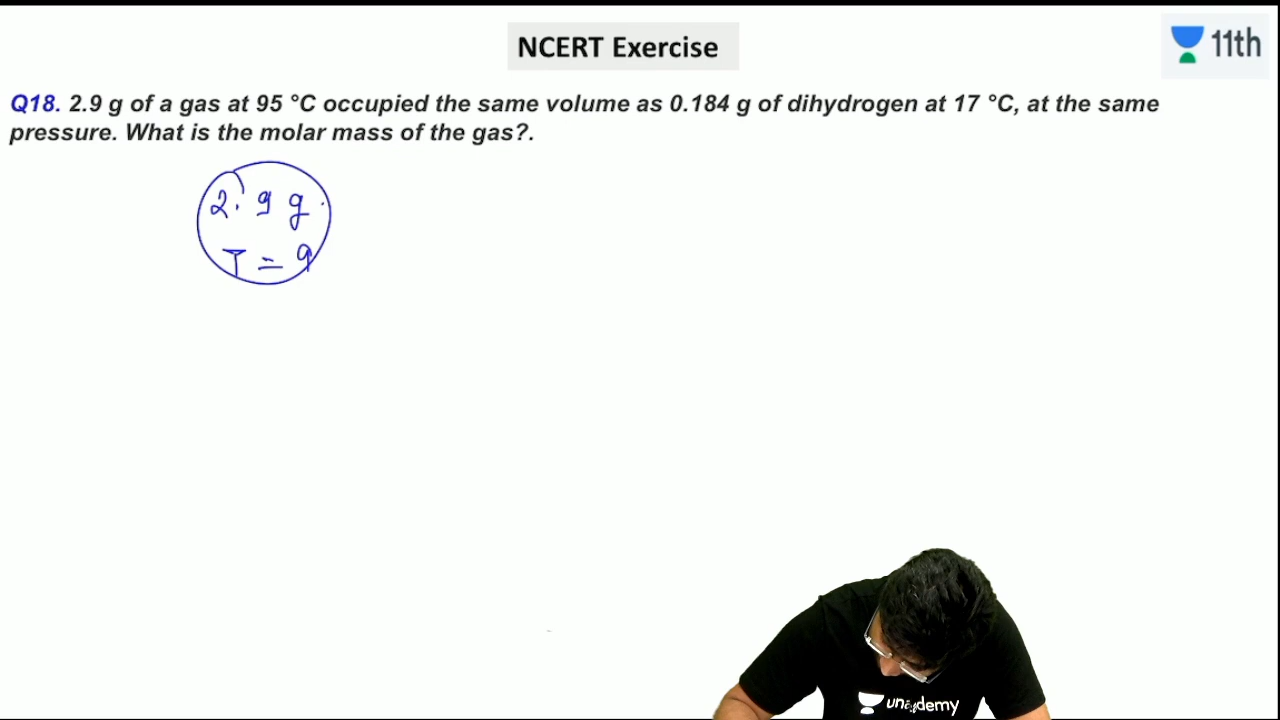 NCERT Exercise
11th
Q18. 2.9 g of a gas at 95 °C occupied the same volume as 0.184 g of dihydrogen at 17 °C, at the same
pressure. What is the molar mass of the gas?.
2.9 g
T = 9
unacademy